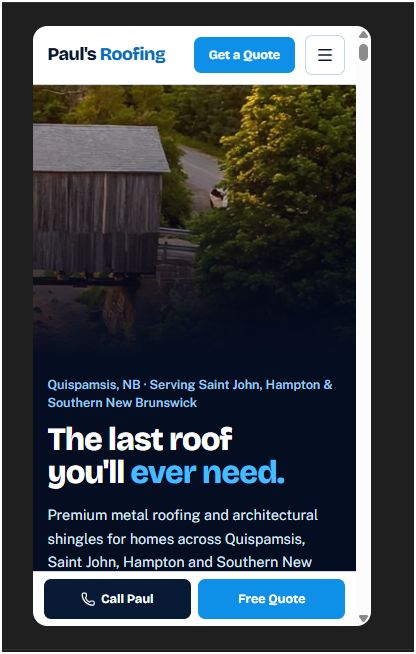 Paul's Roofing
Get a Quote
Quispamsis, NB · Serving Saint John, Hampton &
Southern New Brunswick
The last roof
you'll ever need.
Premium metal roofing and architectural
shingles for homes across Quispamsis,
Saint John, Hampton and Southern New
Call Paul
Free Quote